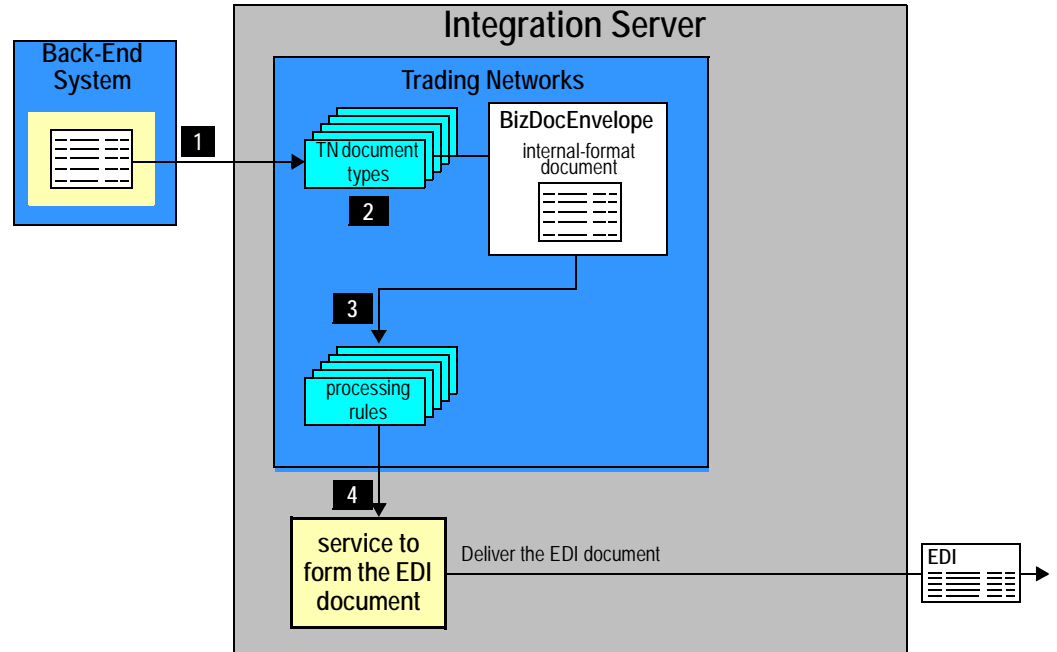 Integration Server
Back-End
System
Trading Networks
1
TN document
types
2
BizDocEnvelope
internal-format
document
3
processing
rules
4
service to
form the EDI
document
Deliver the EDI document
EDI